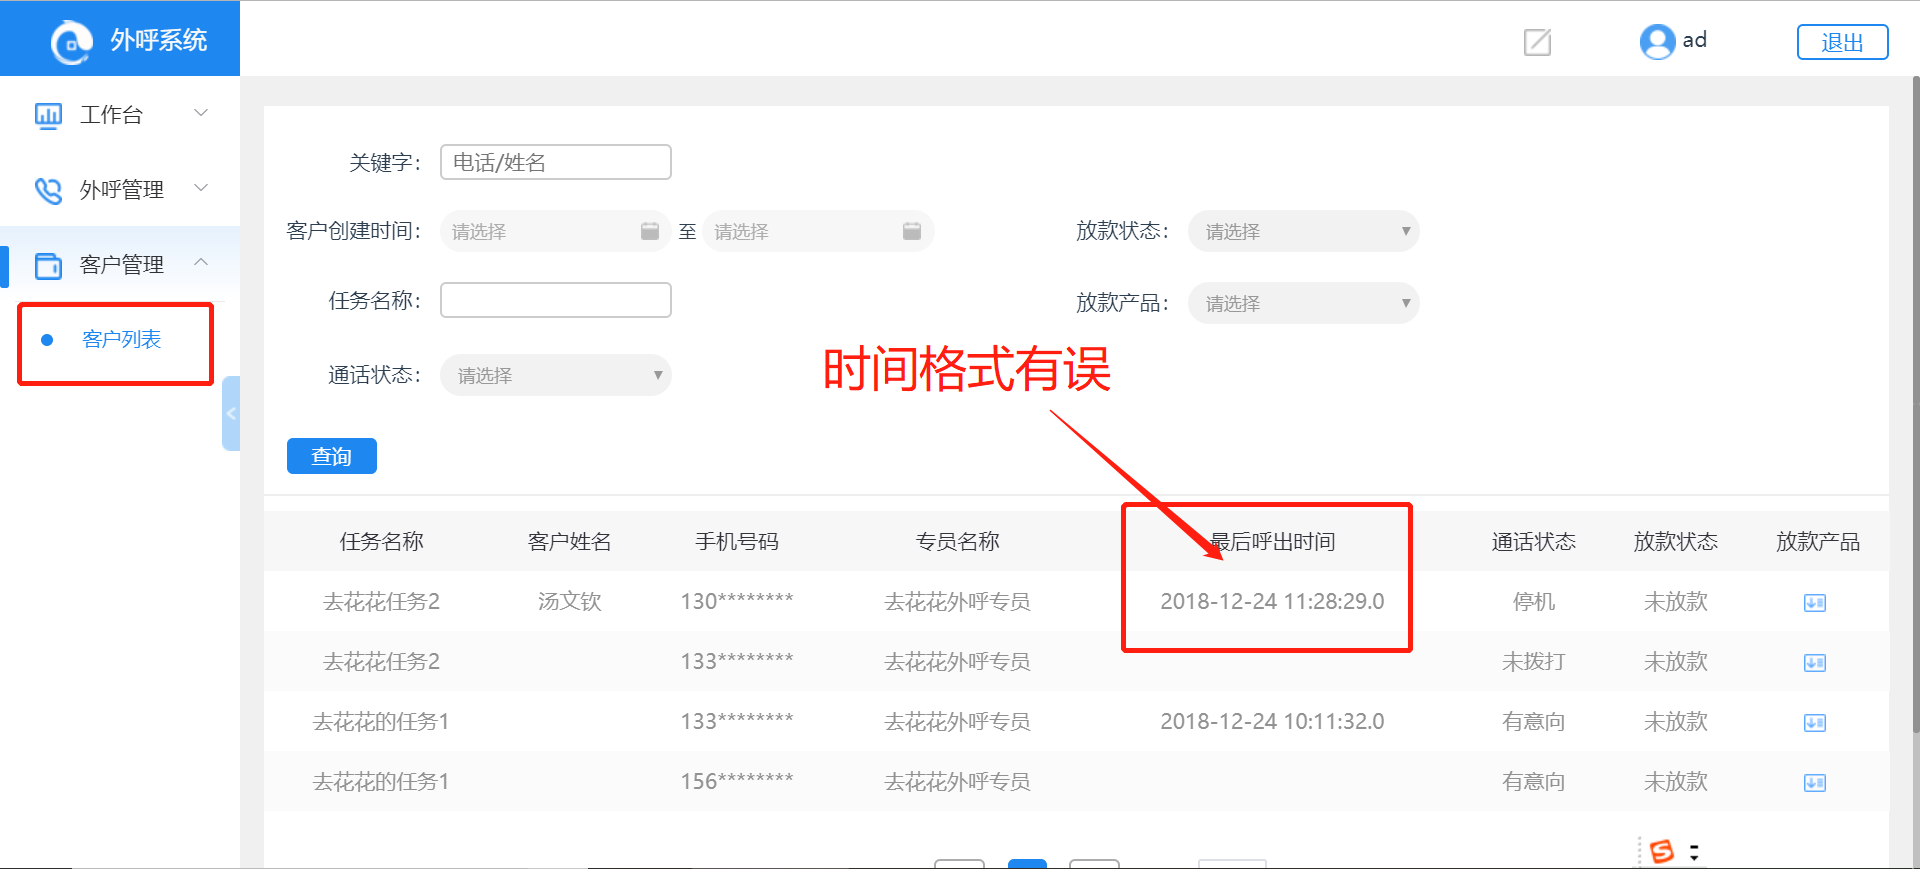 外呼系统
ad
退出
工作台
外呼管理
客户管理
客户列表
关键字：
电话/姓名
客户创建时间：
请选择
至
请选择
放款状态：
请选择
任务名称：
放款产品：
请选择
通话状态：
请选择
时间格式有误
查询
任务名称 客户姓名 手机号码 专员名称 最后呼出时间 通话状态 放款状态 放款产品
去花花任务2 汤文钦 130******** 去花花外呼专员 2018-12-24 11:28:29.0 停机 未放款
去花花任务2 133******** 去花花外呼专员 未拨打 未放款
去花花的任务1 133******** 去花花外呼专员 2018-12-24 10:11:32.0 有意向 未放款
去花花的任务1 156******** 去花花外呼专员 有意向 未放款